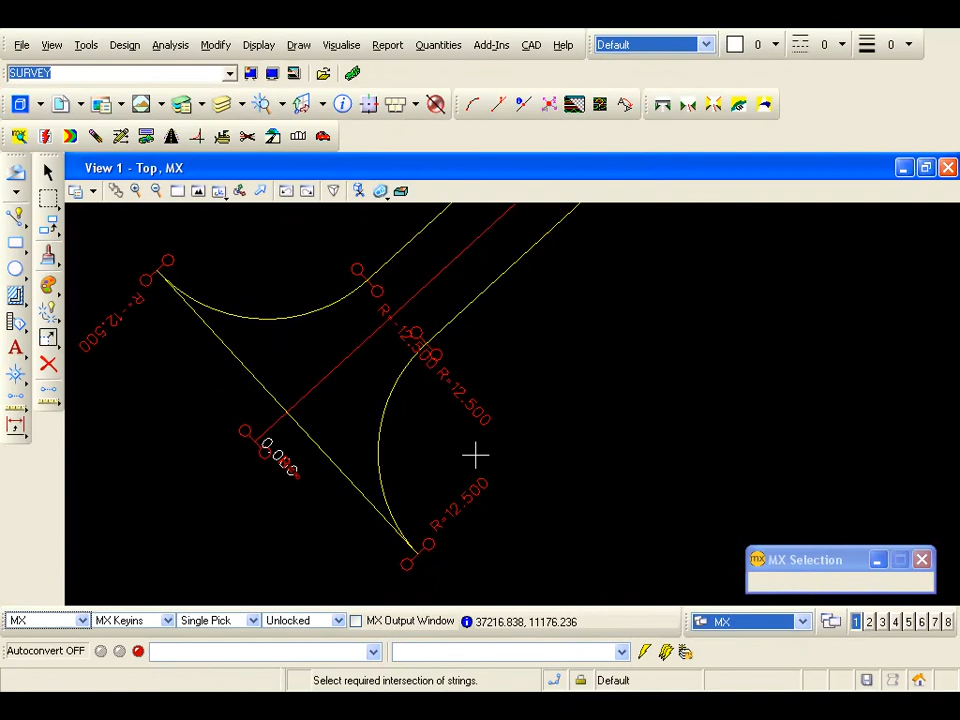 File View Tools Design Analysis Modify Display Draw Visualise Report Quantities Add-Ins CAD Help Default 0 0 0
SURVEY
View 1 - Top, MX
R=-12.500
R=-12.500
R=12.500
0.000
R=12.500
MX Selection
MX MX Keyins Single Pick Unlocked MX Output Window 37216.838, 11176.236 MX 1 2 3 4 5 6 7 8
Autoconvert OFF
Select required intersection of strings. Default